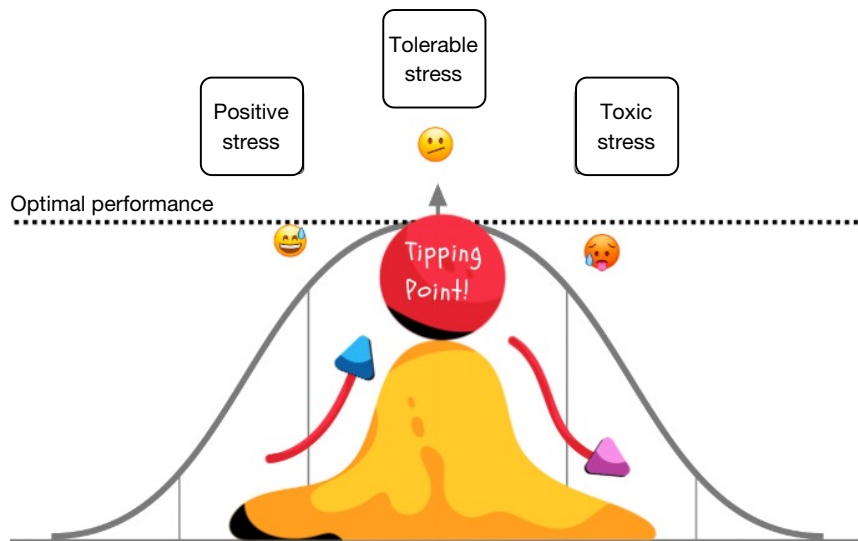 Tolerable
stress
Positive
stress
Toxic
stress
Optimal performance
Tipping
Point!